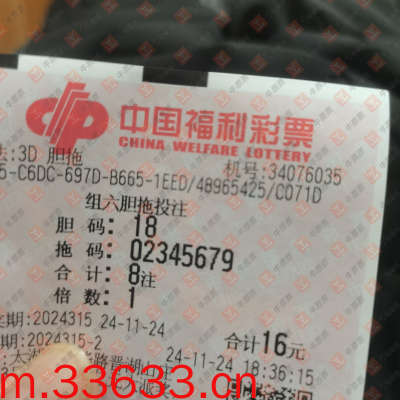 中国福利彩票
CHINA WELFARE LOTTERY
法:3D 胆拖
机号:34076035
5-C6DC-697D-B665-1EED/48965425/C071D
组六胆拖投注
胆 码: 18
拖 码: 02345679
合 计: 8注
倍 数: 1
期:2024315 24-11-24
合计16元
期:2024315-2
24-11-24 18:36:15
m.33633.cn